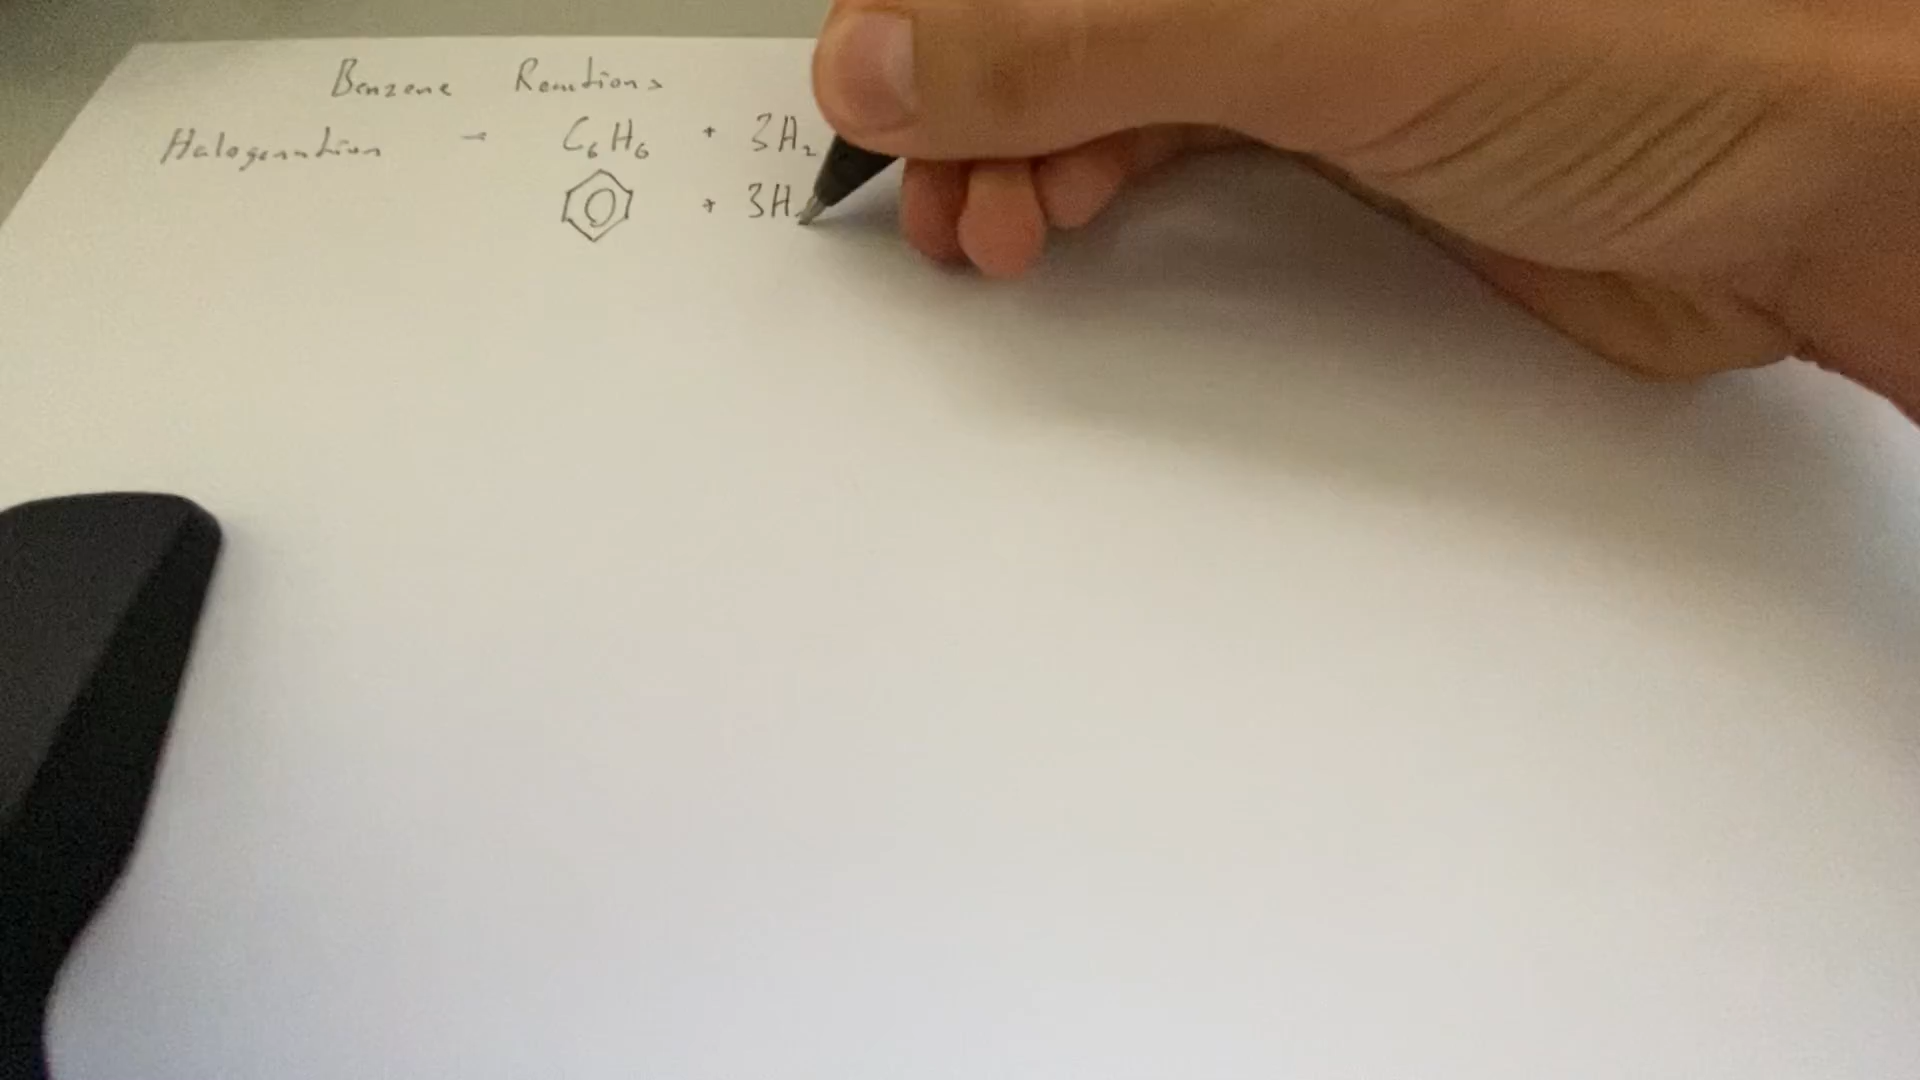 Benzene Reactions
Halogenation - C₆H₆ + 3H₂
+ 3H